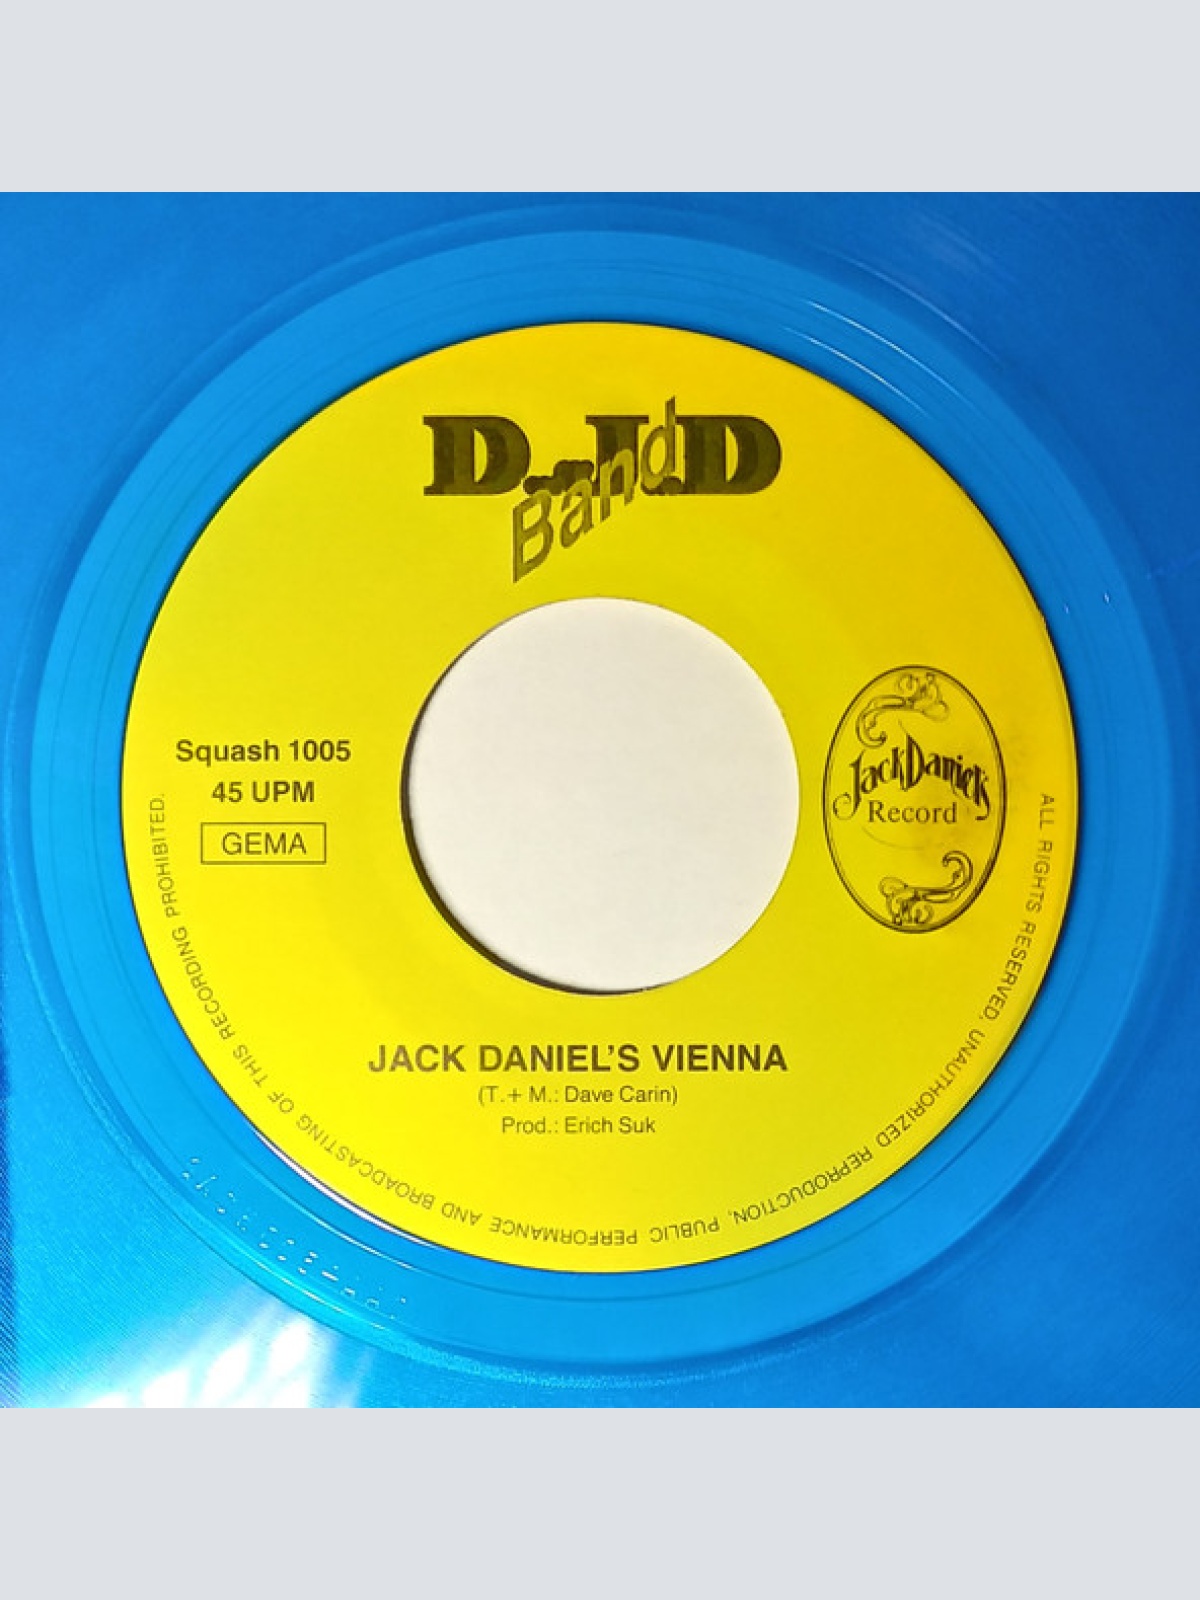 D.J.D
Band
Squash 1005
45 UPM
GEMA
Jack Daniel's
Record
JACK DANIEL'S VIENNA
(T.+ M.: Dave Carin)
Prod.: Erich Suk
ALL RIGHTS RESERVED, UNAUTHORIZED REPRODUCTION, PUBLIC PERFORMANCE AND BROADCASTING OF THIS RECORDING PROHIBITED.